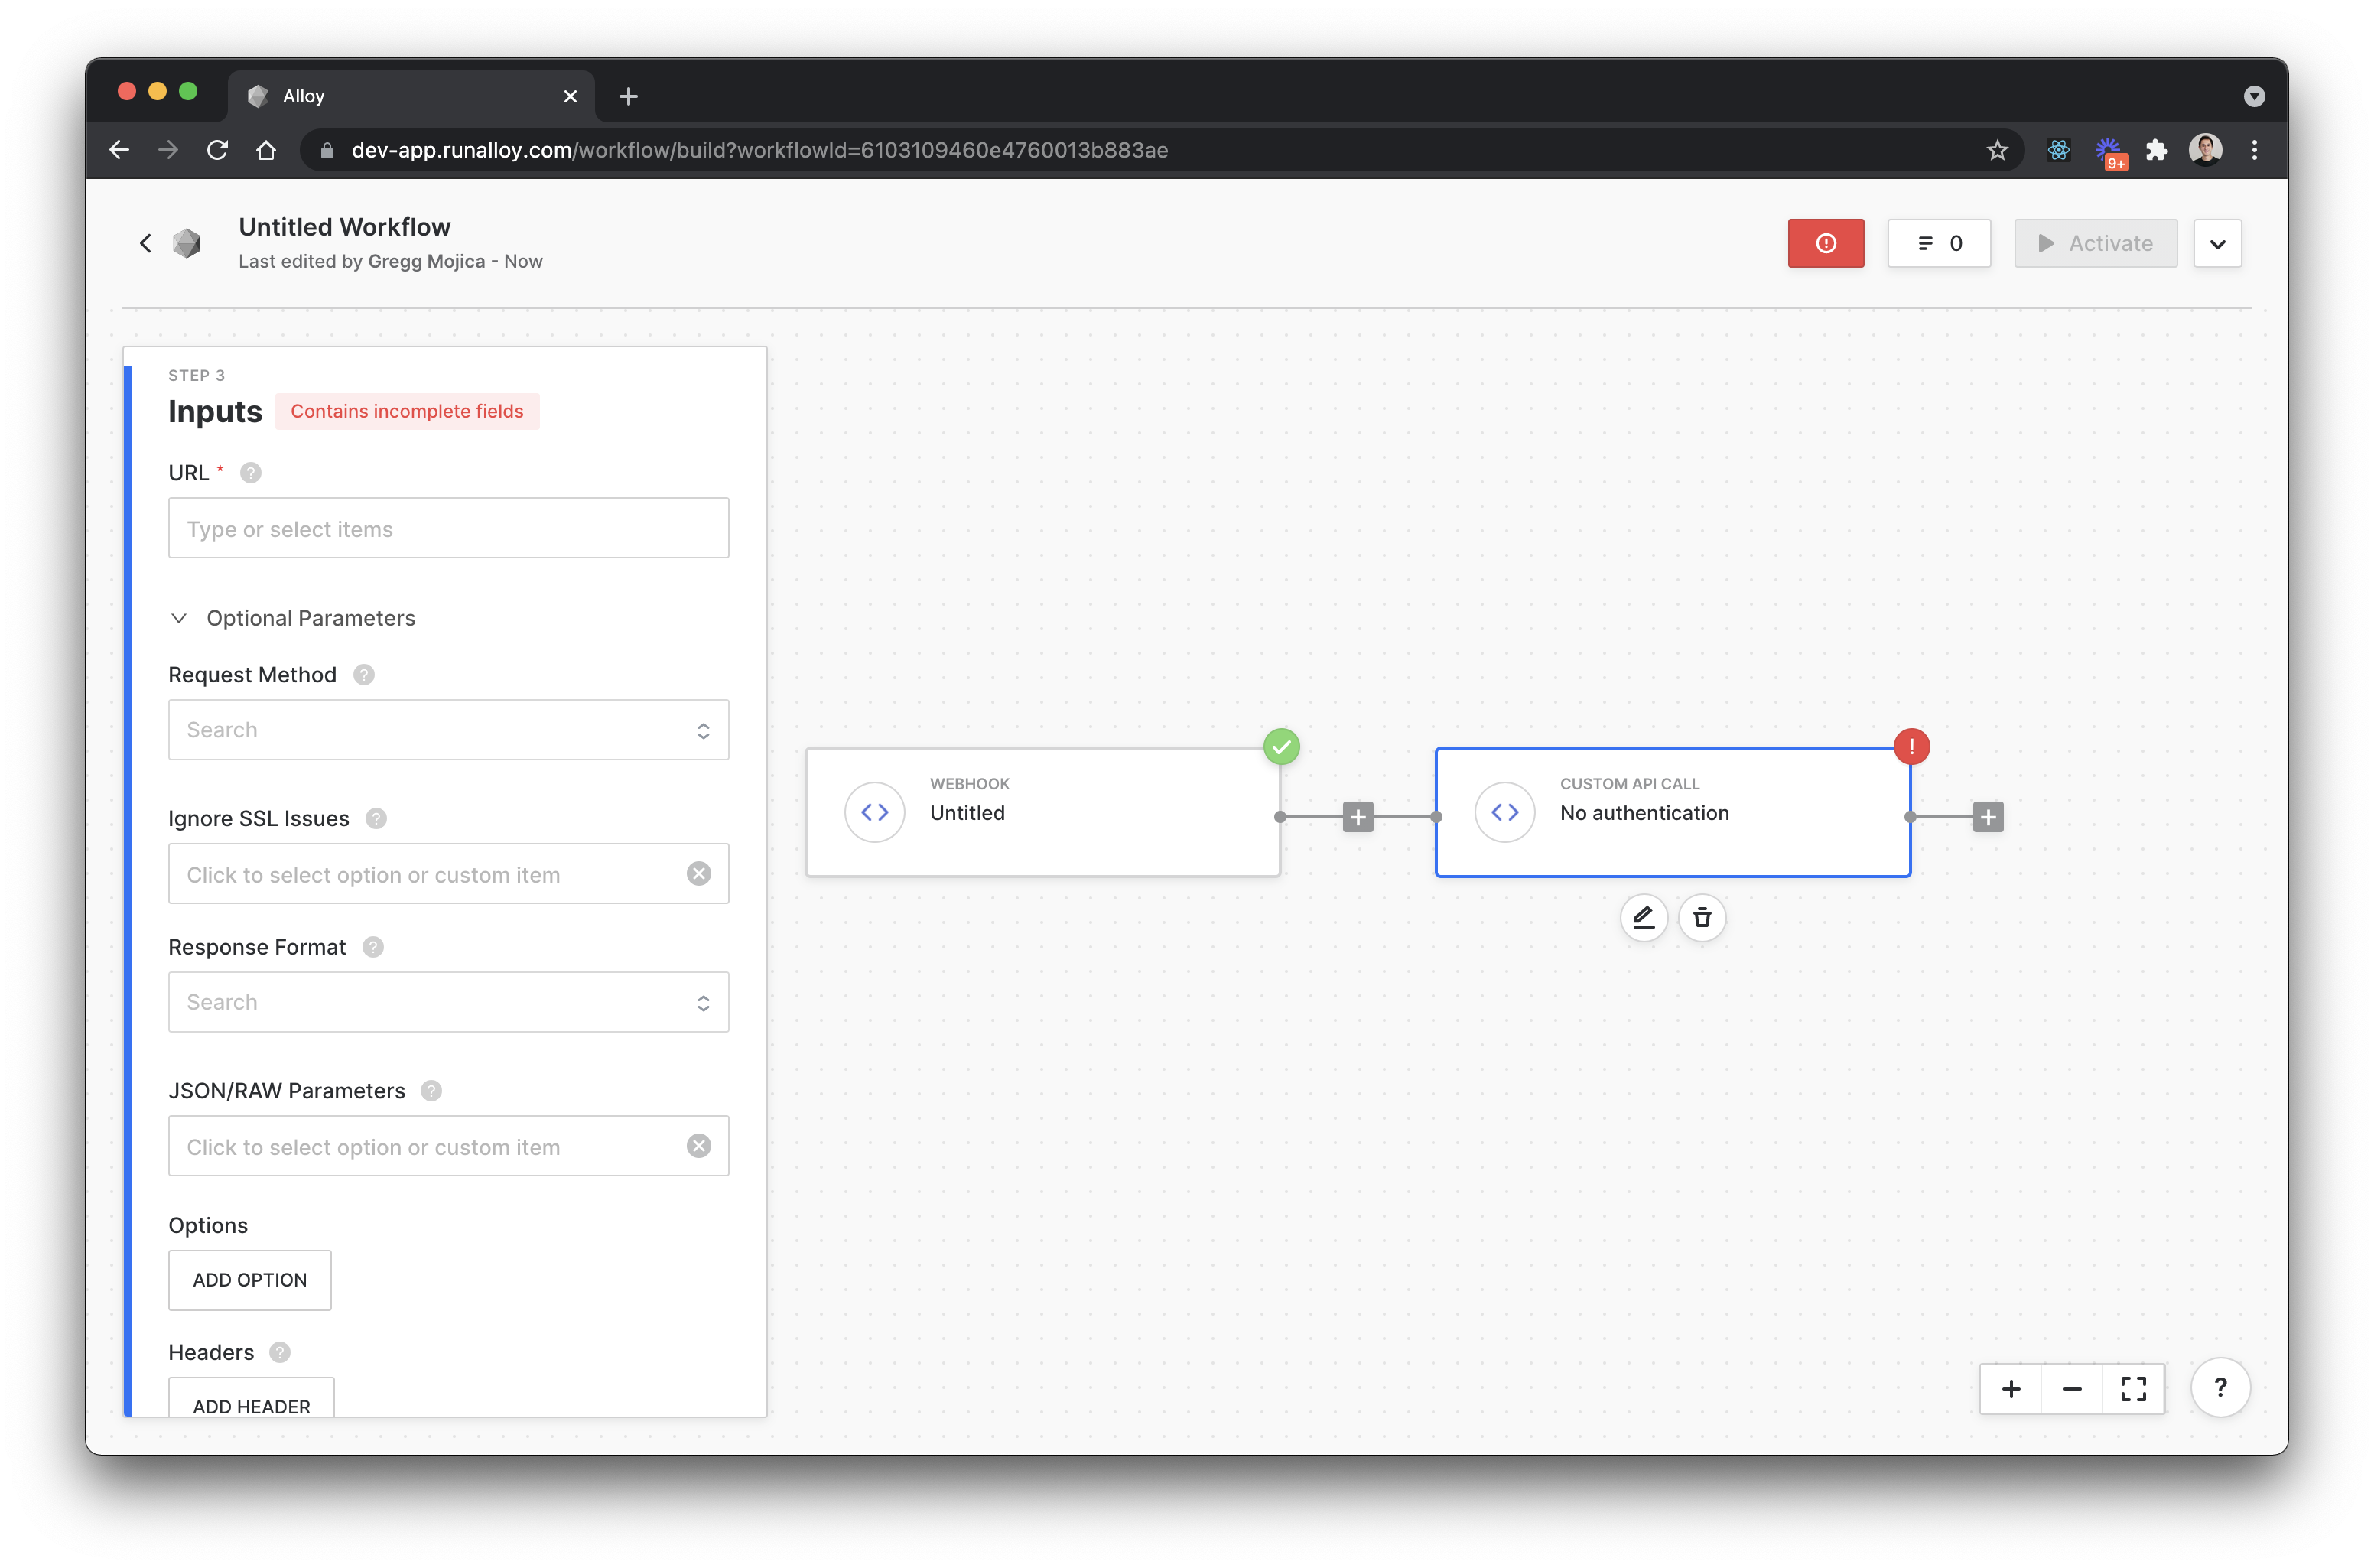 Alloy
dev-app.runalloy.com/workflow/build?workflowId=6103109460e4760013b883ae
9+
Untitled Workflow
Last edited by Gregg Mojica - Now
0
Activate
STEP 3
Inputs
Contains incomplete fields
URL *
Type or select items
Optional Parameters
Request Method
Search
Ignore SSL Issues
Click to select option or custom item
Response Format
Search
JSON/RAW Parameters
Click to select option or custom item
Options
ADD OPTION
Headers
ADD HEADER
WEBHOOK
Untitled
CUSTOM API CALL
No authentication